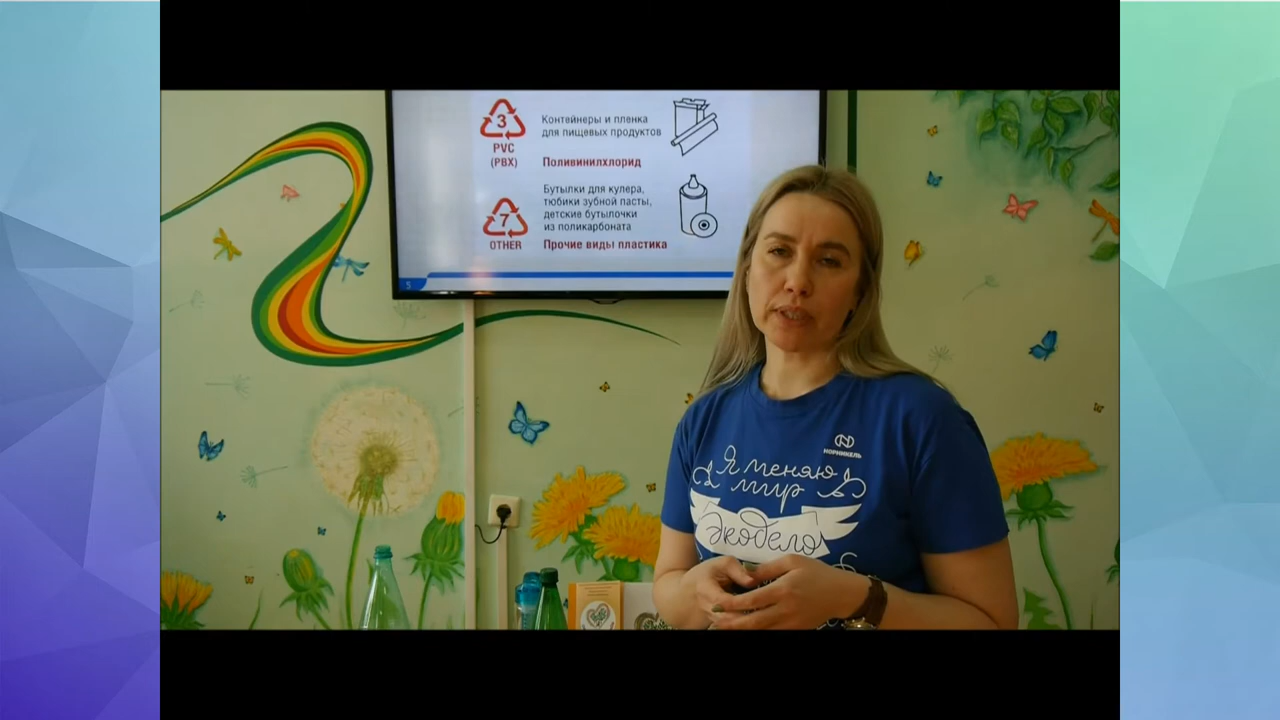 3
PVC
(PBX)
Контейнеры и пленка
для пищевых продуктов
Поливинилхлорид
7
OTHER
Бутылки для кулера,
тюбики зубной пасты,
детские бутылочки
из поликарбоната
Прочие виды пластика
5
НОРНИКЕЛЬ
Я меняю
мир
Экодело